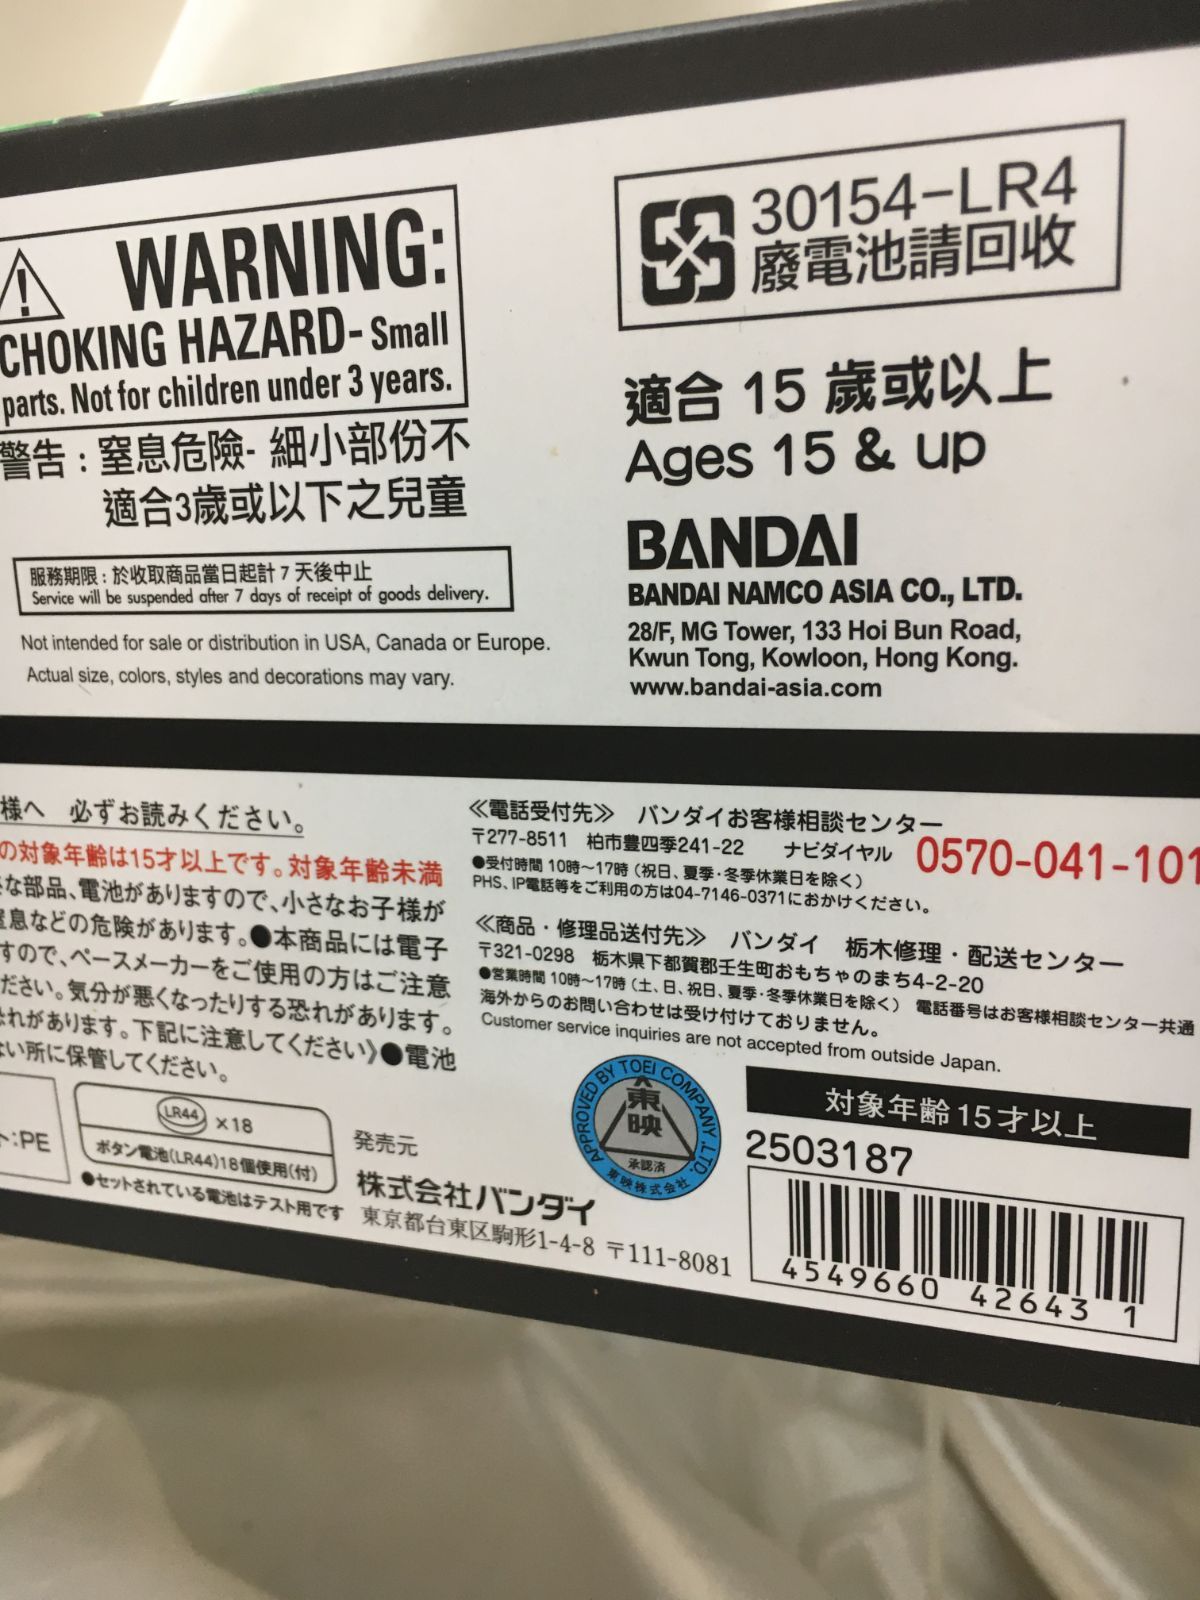 WARNING:
CHOKING HAZARD- Small
parts. Not for children under 3 years.
警告：窒息危險- 細小部份不
適合3歲或以下之兒童
服務期限：於收取商品當日起計 7 天後中止
Service will be suspended after 7 days of receipt of goods delivery.
Not intended for sale or distribution in USA, Canada or Europe.
Actual size, colors, styles and decorations may vary.
30154-LR4
廢電池請回收
適合 15 歲或以上
Ages 15 & up
BANDAI
BANDAI NAMCO ASIA CO., LTD.
28/F, MG Tower, 133 Hoi Bun Road,
Kwun Tong, Kowloon, Hong Kong.
www.bandai-asia.com
様へ 必ずお読みください。
の対象年齢は15才以上です。対象年齢未満
な部品、電池がありますので、小さなお子様が
窒息などの危険があります。●本商品には電子
すので、ペースメーカーをご使用の方はご注意
ださい。気分が悪くなったりする恐れがあります。
恐れがあります。下記に注意してください》●電池
ない所に保管してください。
≪電話受付先≫ バンダイお客様相談センター
〒277-8511 柏市豊四季241-22 ナビダイヤル 0570-041-101
●受付時間 10時～17時（祝日、夏季・冬季休業日を除く）
PHS、IP電話等をご利用の方は04-7146-0371におかけください。
≪商品・修理品送付先≫ バンダイ 栃木修理・配送センター
〒321-0298 栃木県下都賀郡壬生町おもちゃのまち4-2-20
●営業時間 10時～17時（土、日、祝日、夏季・冬季休業日を除く） 電話番号はお客様相談センター共通
海外からのお問い合わせは受け付けておりません。
Customer service inquiries are not accepted from outside Japan.
:PE
LR44 ×18
ボタン電池(LR44)18個使用(付)
●セットされている電池はテスト用です
発売元
株式会社バンダイ
東京都台東区駒形1-4-8 〒111-8081
APPROVED BY TOEI COMPANY, LTD.
東映
承認済
東映株式会社
対象年齢15才以上
2503187
4549660 42643 1